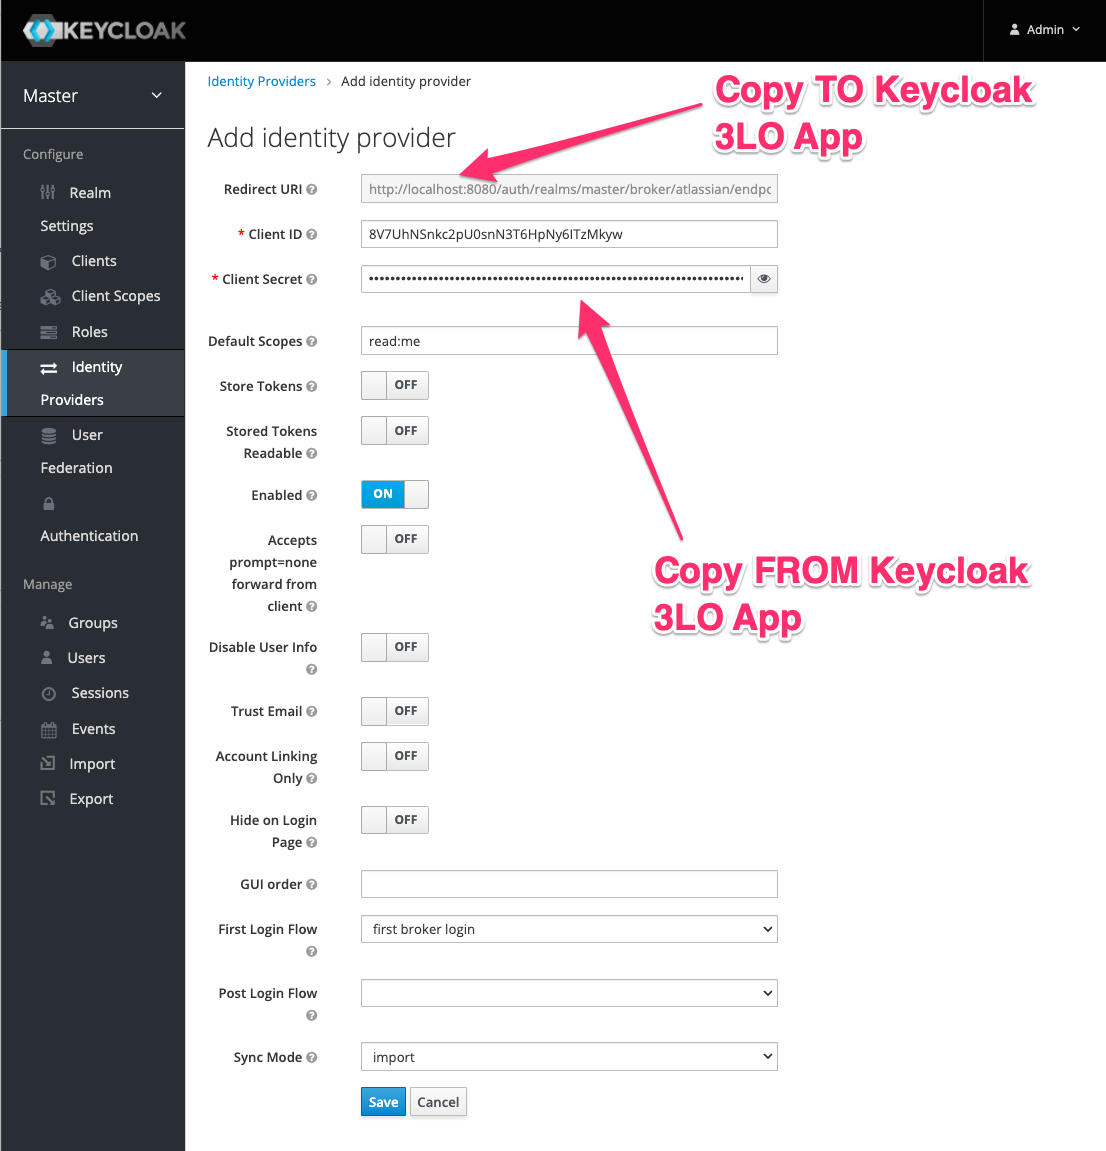 KEYCLOAK
Admin
Master
Configure
Realm
Settings
Clients
Client Scopes
Roles
Identity
Providers
User
Federation
Authentication
Manage
Groups
Users
Sessions
Events
Import
Export
Identity Providers > Add identity provider
Copy TO Keycloak
3LO App
Add identity provider
Redirect URI
http://localhost:8080/auth/realms/master/broker/atlassian/endpc
* Client ID
8V7UhNSnkc2pU0snN3T6HpNy6ITzMkyw
* Client Secret
Default Scopes
read:me
Store Tokens
OFF
Stored Tokens
Readable
OFF
Enabled
ON
Accepts
prompt=none
forward from
client
OFF
Copy FROM Keycloak
3LO App
Disable User Info
OFF
Trust Email
OFF
Account Linking
Only
OFF
Hide on Login
Page
OFF
GUI order
First Login Flow
first broker login
Post Login Flow
Sync Mode
import
Save
Cancel